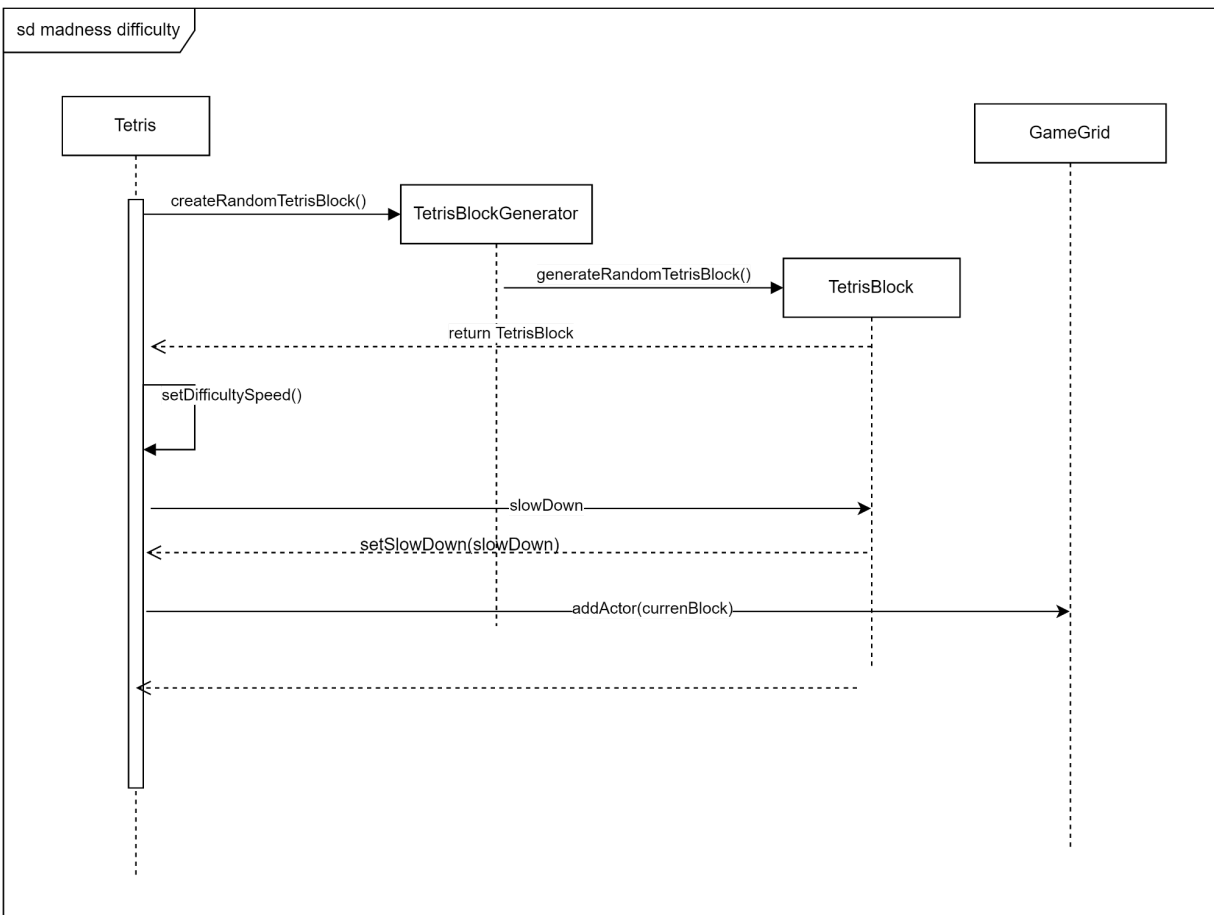 sd madness difficulty
Tetris
GameGrid
createRandomTetrisBlock()
TetrisBlockGenerator
generateRandomTetrisBlock()
TetrisBlock
return TetrisBlock
setDifficultySpeed()
slowDown
setSlowDown(slowDown)
addActor(currenBlock)